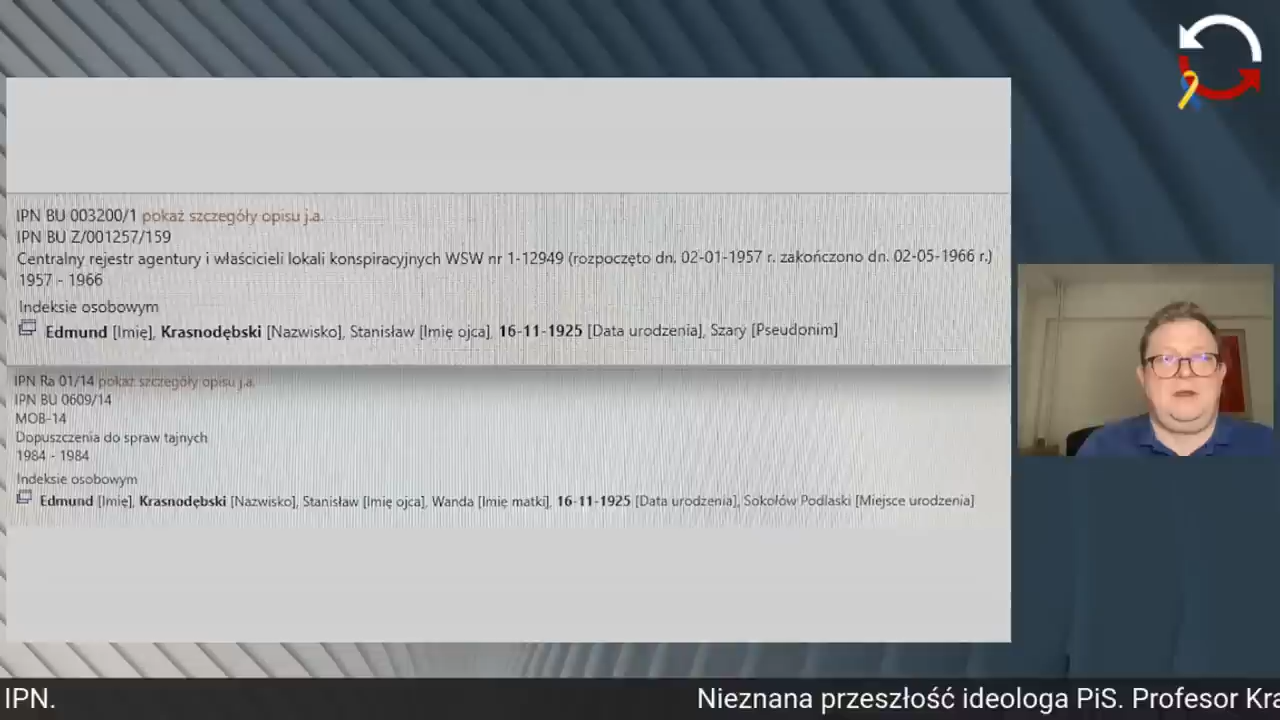 IPN BU 003200/1 pokaż szczegóły opisu j.a.
IPN BU Z/001257/159
Centralny rejestr agentury i właścicieli lokali konspiracyjnych WSW nr 1-12949 (rozpoczęto dn. 02-01-1957 r. zakończono dn. 02-05-1966 r.)
1957 - 1966
Indeksie osobowym
Edmund [Imię], Krasnodębski [Nazwisko], Stanisław [Imię ojca], 16-11-1925 [Data urodzenia], Szary [Pseudonim]
IPN Ra 01/14 pokaż szczegóły opisu j.a.
IPN BU 0609/14
MOB-14
Dopuszczenia do spraw tajnych
1984 - 1984
Indeksie osobowym
Edmund [Imię], Krasnodębski [Nazwisko], Stanisław [Imię ojca], Wanda [Imię matki], 16-11-1925 [Data urodzenia], Sokołów Podlaski [Miejsce urodzenia]
IPN. Nieznana przeszłość ideologa PiS. Profesor Kra